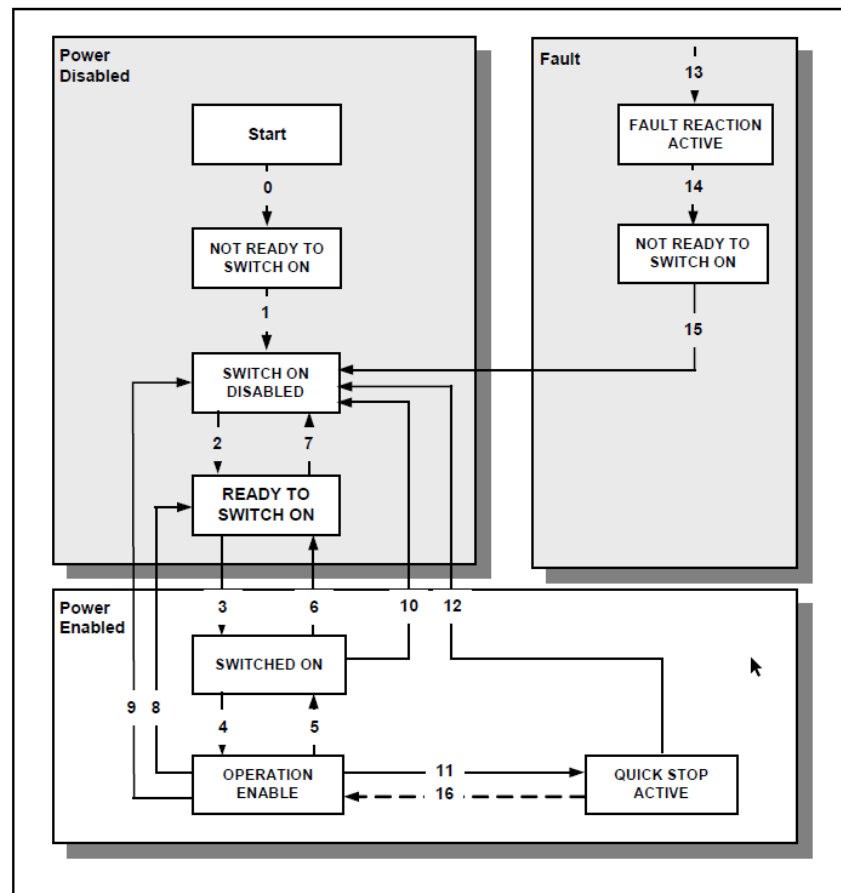 Power
Disabled
Fault
13
Start
FAULT REACTION
ACTIVE
0
14
NOT READY TO
SWITCH ON
NOT READY TO
SWITCH ON
1
15
SWITCH ON
DISABLED
2
7
READY TO
SWITCH ON
Power
Enabled
3
6
10
12
SWITCHED ON
9
8
4
5
OPERATION
ENABLE
11
16
QUICK STOP
ACTIVE